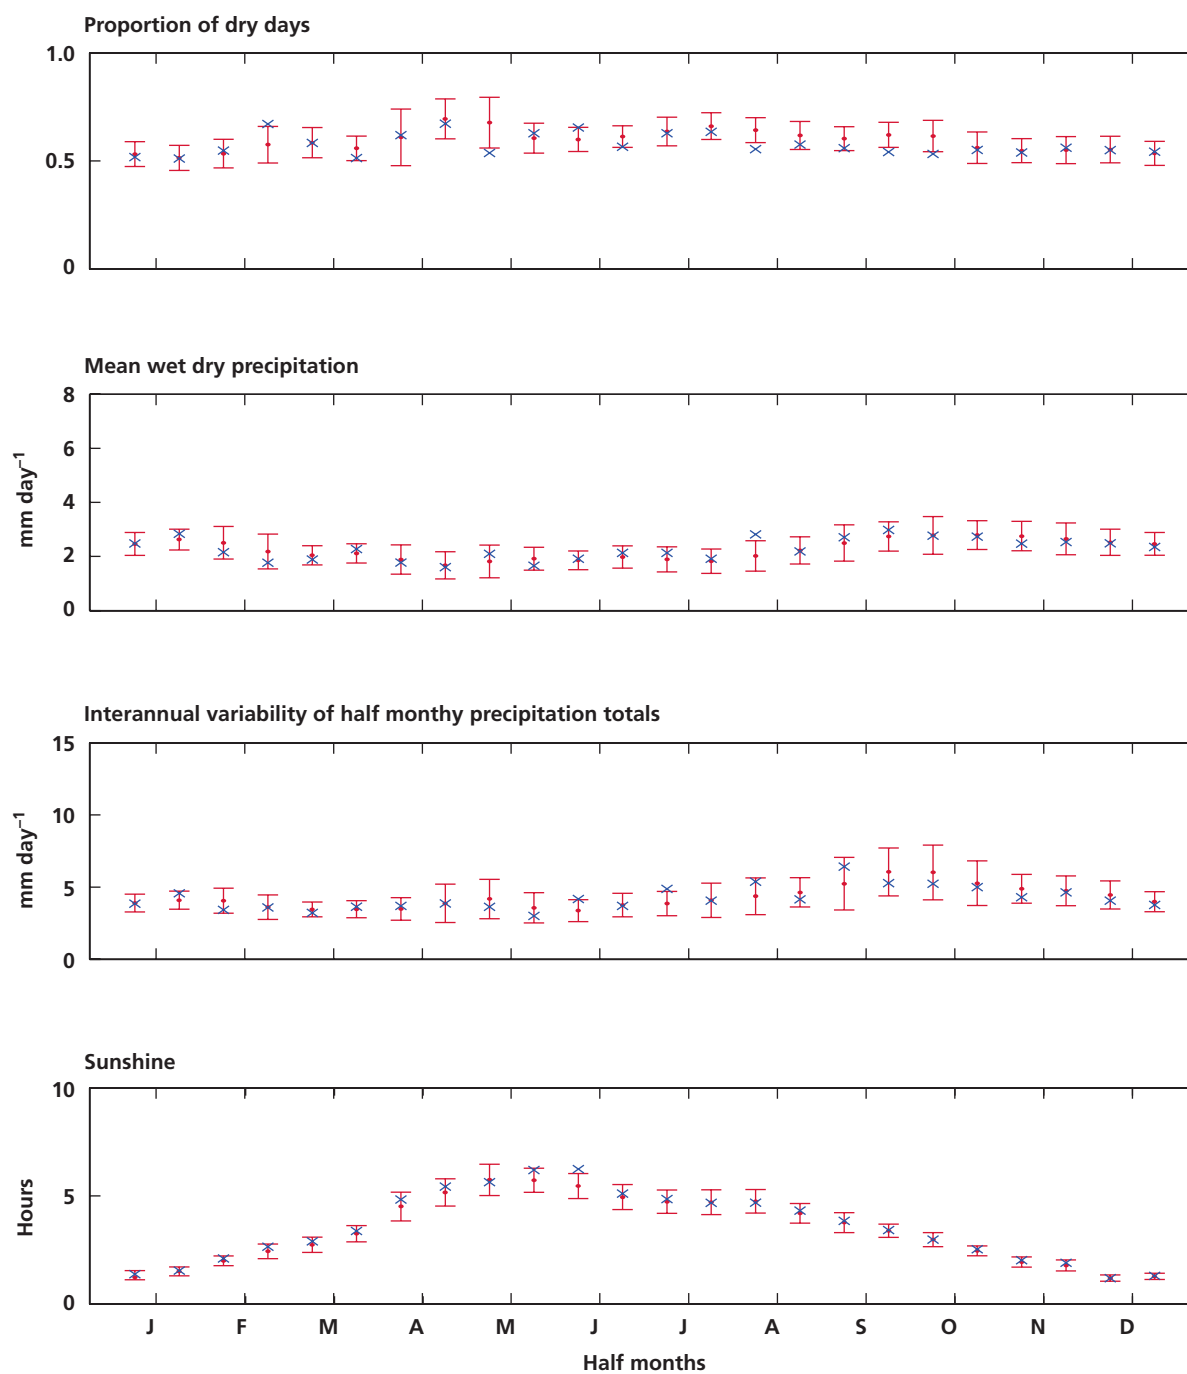 Proportion of dry days
1.0
0.5
0
Mean wet dry precipitation
8
6
4
2
0
mm day⁻¹
Interannual variability of half monthy precipitation totals
15
10
5
0
mm day⁻¹
Sunshine
10
5
0
Hours
J F M A M J J A S O N D
Half months